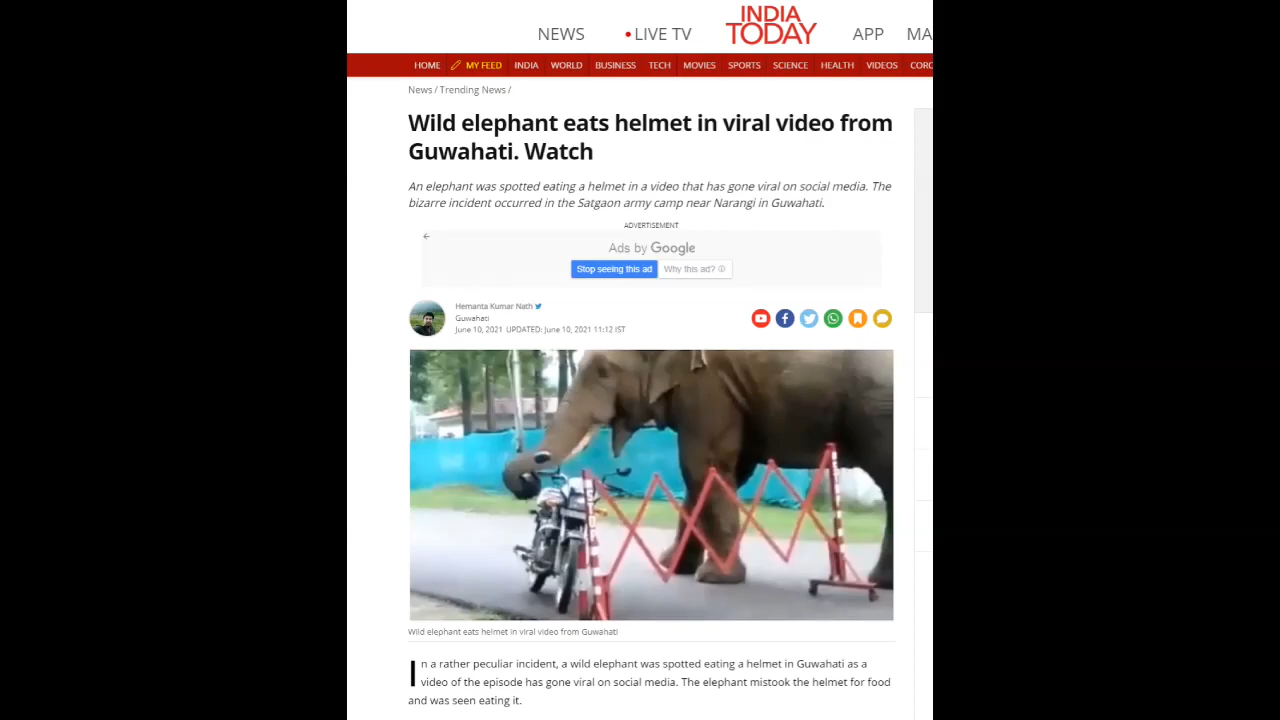 NEWS
LIVE TV
INDIA
TODAY
APP
MA
HOME MY FEED INDIA WORLD BUSINESS TECH MOVIES SPORTS SCIENCE HEALTH VIDEOS CORC
News / Trending News /
Wild elephant eats helmet in viral video from
Guwahati. Watch
An elephant was spotted eating a helmet in a video that has gone viral on social media. The
bizarre incident occurred in the Satgaon army camp near Narangi in Guwahati.
ADVERTISEMENT
Ads by Google
Stop seeing this ad Why this ad?
Hemanta Kumar Nath
Guwahati
June 10, 2021 UPDATED: June 10, 2021 11:12 IST
Wild elephant eats helmet in viral video from Guwahati
In a rather peculiar incident, a wild elephant was spotted eating a helmet in Guwahati as a
video of the episode has gone viral on social media. The elephant mistook the helmet for food
and was seen eating it.